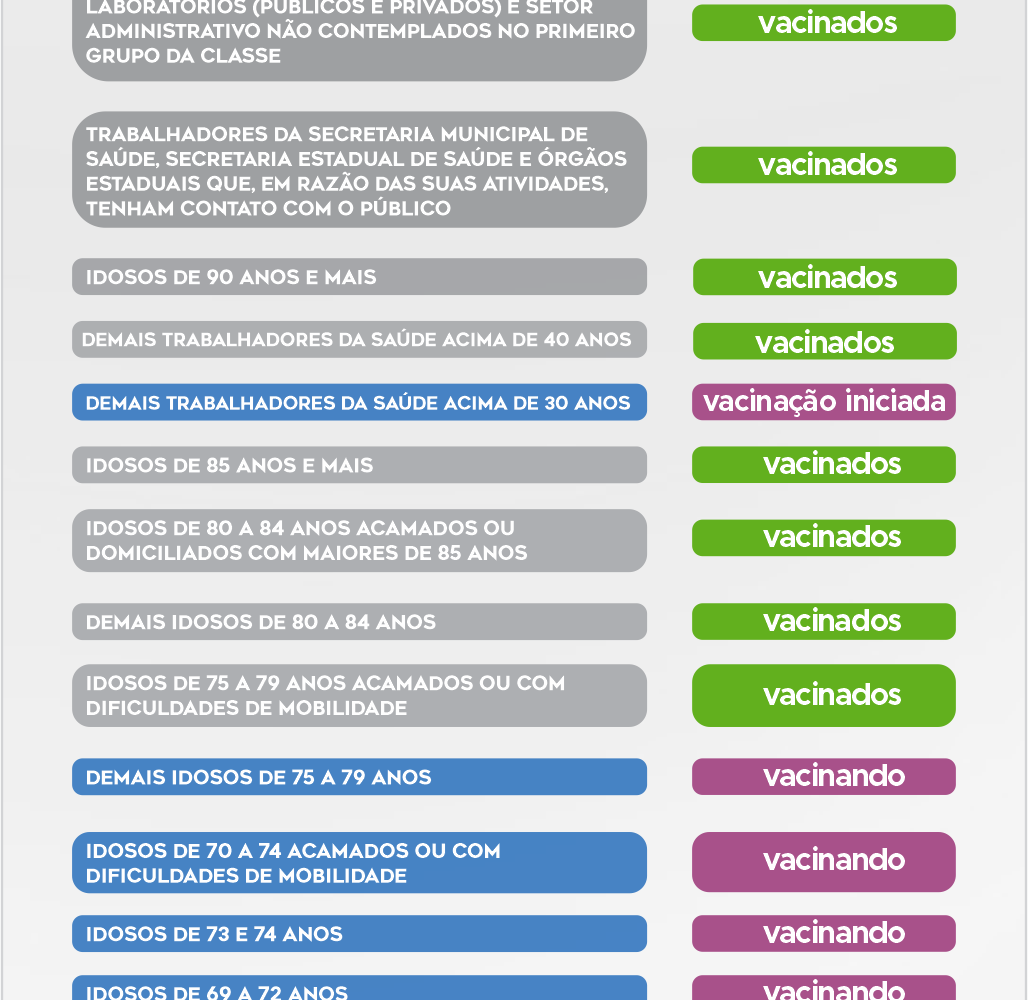 LABORATÓRIOS (PÚBLICOS E PRIVADOS) E SETOR
ADMINISTRATIVO NÃO CONTEMPLADOS NO PRIMEIRO
GRUPO DA CLASSE
vacinados
TRABALHADORES DA SECRETARIA MUNICIPAL DE
SAÚDE, SECRETARIA ESTADUAL DE SAÚDE E ÓRGÃOS
ESTADUAIS QUE, EM RAZÃO DAS SUAS ATIVIDADES,
TENHAM CONTATO COM O PÚBLICO
vacinados
IDOSOS DE 90 ANOS E MAIS
vacinados
DEMAIS TRABALHADORES DA SAÚDE ACIMA DE 40 ANOS
vacinados
DEMAIS TRABALHADORES DA SAÚDE ACIMA DE 30 ANOS
vacinação iniciada
IDOSOS DE 85 ANOS E MAIS
vacinados
IDOSOS DE 80 A 84 ANOS ACAMADOS OU
DOMICILIADOS COM MAIORES DE 85 ANOS
vacinados
DEMAIS IDOSOS DE 80 A 84 ANOS
vacinados
IDOSOS DE 75 A 79 ANOS ACAMADOS OU COM
DIFICULDADES DE MOBILIDADE
vacinados
DEMAIS IDOSOS DE 75 A 79 ANOS
vacinando
IDOSOS DE 70 A 74 ACAMADOS OU COM
DIFICULDADES DE MOBILIDADE
vacinando
IDOSOS DE 73 E 74 ANOS
vacinando
IDOSOS DE 69 A 72 ANOS
vacinando